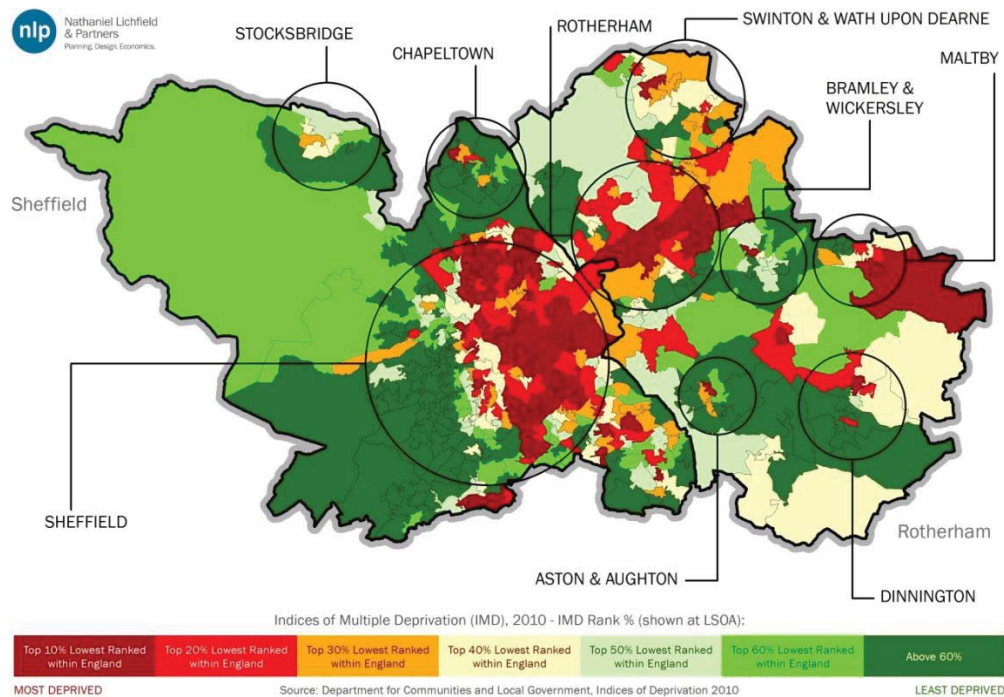 nlp
Nathaniel Lichfield
& Partners
Planning. Design. Economics.
STOCKSBRIDGE
CHAPELTOWN
ROTHERHAM
SWINTON & WATH UPON DEARNE
MALTBY
BRAMLEY &
WICKERSLEY
Sheffield
SHEFFIELD
Rotherham
ASTON & AUGHTON
DINNINGTON
Indices of Multiple Deprivation (IMD), 2010 - IMD Rank % (shown at LSOA):
Top 10% Lowest Ranked
within England
Top 20% Lowest Ranked
within England
Top 30% Lowest Ranked
within England
Top 40% Lowest Ranked
within England
Top 50% Lowest Ranked
within England
Top 60% Lowest Ranked
within England
Above 60%
MOST DEPRIVED
Source: Department for Communities and Local Government, Indices of Deprivation 2010
LEAST DEPRIVED